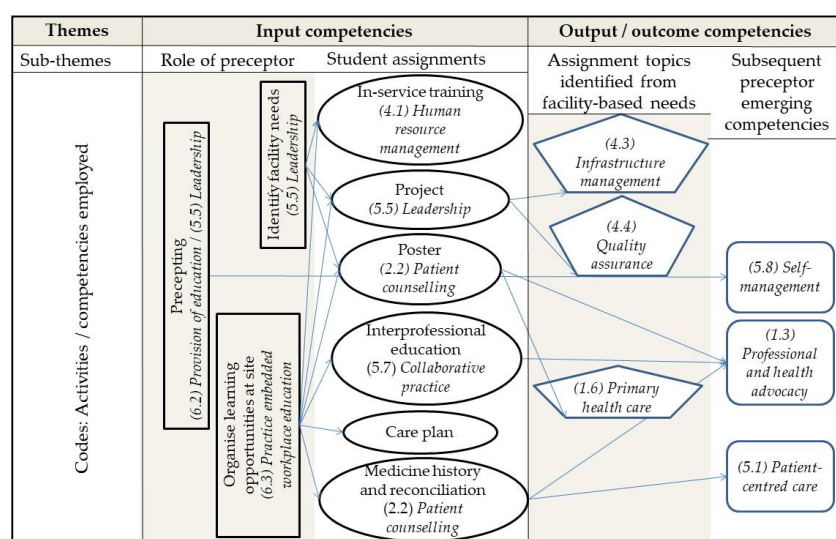 Themes
Input competencies
Output / outcome competencies
Sub-themes
Role of preceptor
Student assignments
Assignment topics
identified from
facility-based needs
Subsequent
preceptor
emerging
competencies
Codes: Activities / competencies employed
Precepting
(6.2) Provision of education / (5.5) Leadership
Identify facility needs
(5.5) Leadership
Organise learning
opportunities at site
(6.3) Practice embedded
workplace education
In-service training
(4.1) Human
resource
management
Project
(5.5) Leadership
Poster
(2.2) Patient
counselling
Interprofessional
education
(5.7) Collaborative
practice
Care plan
Medicine history
and reconciliation
(2.2) Patient
counselling
(4.3)
Infrastructure
management
(4.4)
Quality
assurance
(1.6) Primary
health care
(5.8) Self-
management
(1.3)
Professional
and health
advocacy
(5.1) Patient-
centred care